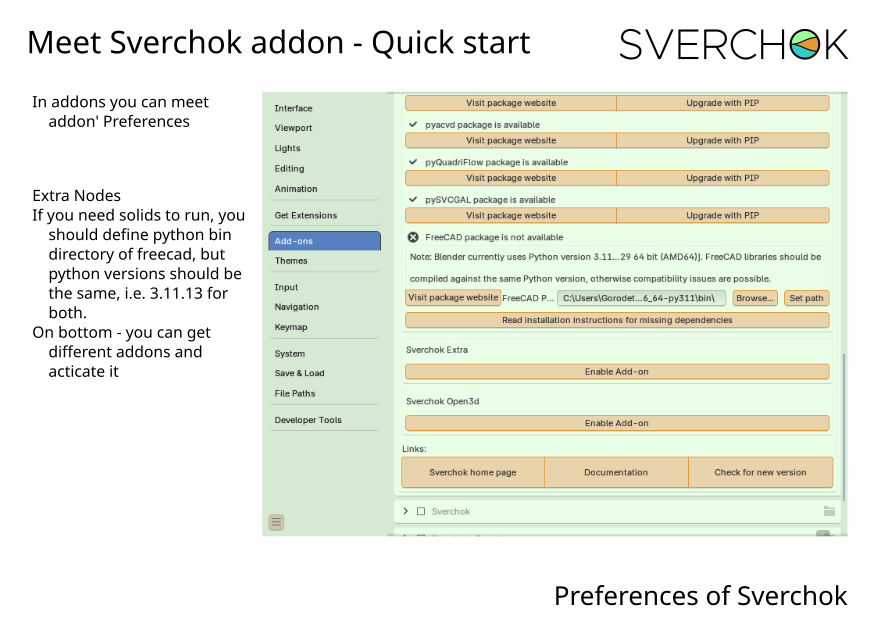 Meet Sverchok addon - Quick start
SVERCHOK
In addons you can meet
addon' Preferences
Extra Nodes
If you need solids to run, you
should define python bin
directory of freecad, but
python versions should be
the same, i.e. 3.11.13 for
both.
On bottom - you can get
different addons and
acticate it
Interface
Viewport
Lights
Editing
Animation
Get Extensions
Add-ons
Themes
Input
Navigation
Keymap
System
Save & Load
File Paths
Developer Tools
Visit package website Upgrade with PIP
pyacvd package is available
Visit package website Upgrade with PIP
pyQuadriFlow package is available
Visit package website Upgrade with PIP
pySVCGAL package is available
Visit package website Upgrade with PIP
FreeCAD package is not available
Note: Blender currently uses Python version 3.11...29 64 bit (AMD64)]. FreeCAD libraries should be
compiled against the same Python version, otherwise compatibility issues are possible.
Visit package website FreeCAD P... C:\Users\Gorodet...6_64-py311\bin\ Browse... Set path
Read installation instructions for missing dependencies
Sverchok Extra
Enable Add-on
Sverchok Open3d
Enable Add-on
Links:
Sverchok home page Documentation Check for new version
Sverchok
Preferences of Sverchok